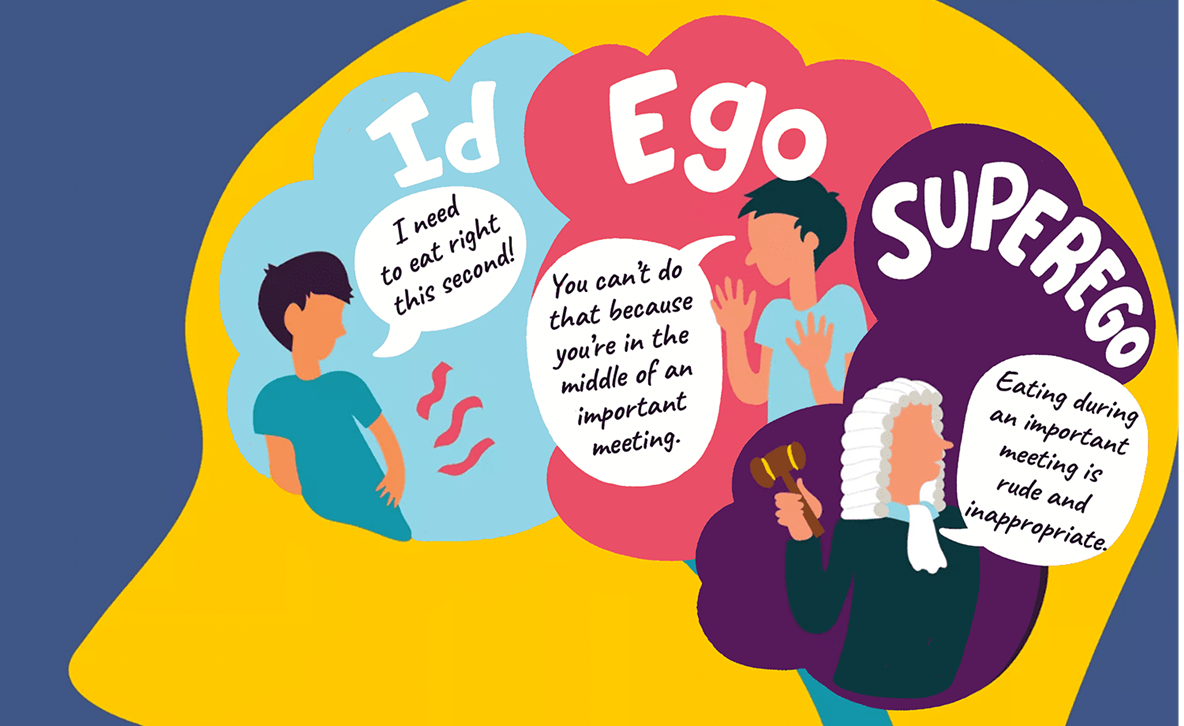 Id
I need
to eat right
this second!
Ego
You can't do
that because
you're in the
middle of an
important
meeting.
SUPEREGO
Eating during
an important
meeting is
rude and
inappropriate.